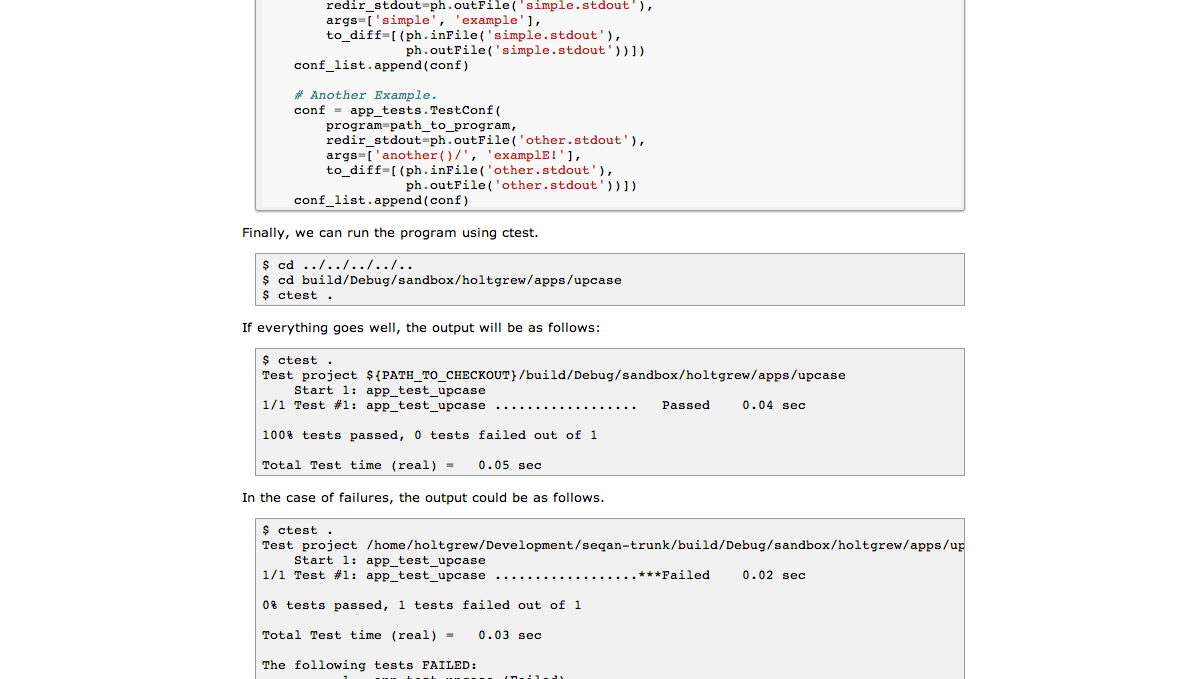 redir_stdout=ph.outFile('simple.stdout'),
args=['simple', 'example'],
to_diff=[(ph.inFile('simple.stdout'),
ph.outFile('simple.stdout'))])
conf_list.append(conf)
# Another Example.
conf = app_tests.TestConf(
program=path_to_program,
redir_stdout=ph.outFile('other.stdout'),
args=['another()/', 'examplE!'],
to_diff=[(ph.inFile('other.stdout'),
ph.outFile('other.stdout'))])
conf_list.append(conf)
Finally, we can run the program using ctest.
$ cd ../../../../..
$ cd build/Debug/sandbox/holtgrew/apps/upcase
$ ctest .
If everything goes well, the output will be as follows:
$ ctest .
Test project ${PATH_TO_CHECKOUT}/build/Debug/sandbox/holtgrew/apps/upcase
Start 1: app_test_upcase
1/1 Test #1: app_test_upcase ..................   Passed    0.04 sec
100% tests passed, 0 tests failed out of 1
Total Test time (real) =   0.05 sec
In the case of failures, the output could be as follows.
$ ctest .
Test project /home/holtgrew/Development/seqan-trunk/build/Debug/sandbox/holtgrew/apps/up
Start 1: app_test_upcase
1/1 Test #1: app_test_upcase ..................***Failed    0.02 sec
0% tests passed, 1 tests failed out of 1
Total Test time (real) =   0.03 sec
The following tests FAILED: